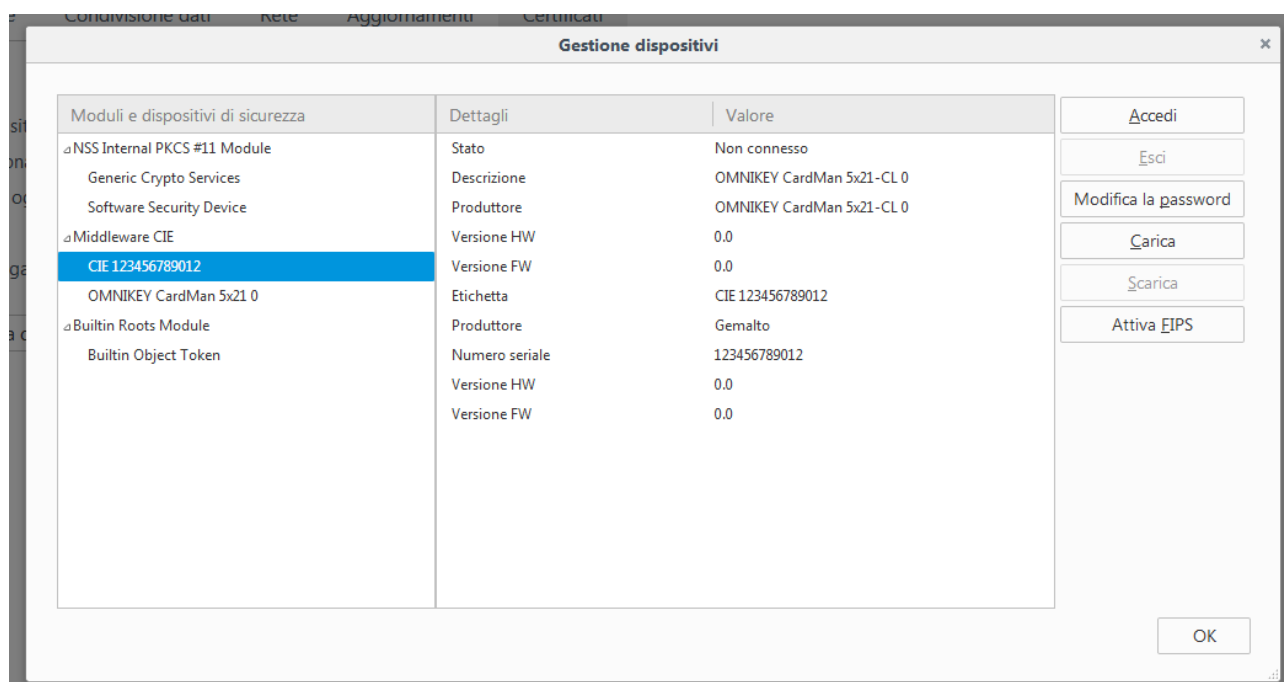 Condivisione dati Rete Aggiornamenti Certificati
Gestione dispositivi ×
Moduli e dispositivi di sicurezza Dettagli Valore
NSS Internal PKCS #11 Module Stato Non connesso
Generic Crypto Services Descrizione OMNIKEY CardMan 5x21-CL 0
Software Security Device Produttore OMNIKEY CardMan 5x21-CL 0
Middleware CIE Versione HW 0.0
CIE 123456789012 Versione FW 0.0
OMNIKEY CardMan 5x21 0 Etichetta CIE 123456789012
Builtin Roots Module Produttore Gemalto
Builtin Object Token Numero seriale 123456789012
Versione HW 0.0
Versione FW 0.0
Accedi
Esci
Modifica la password
Carica
Scarica
Attiva FIPS
OK